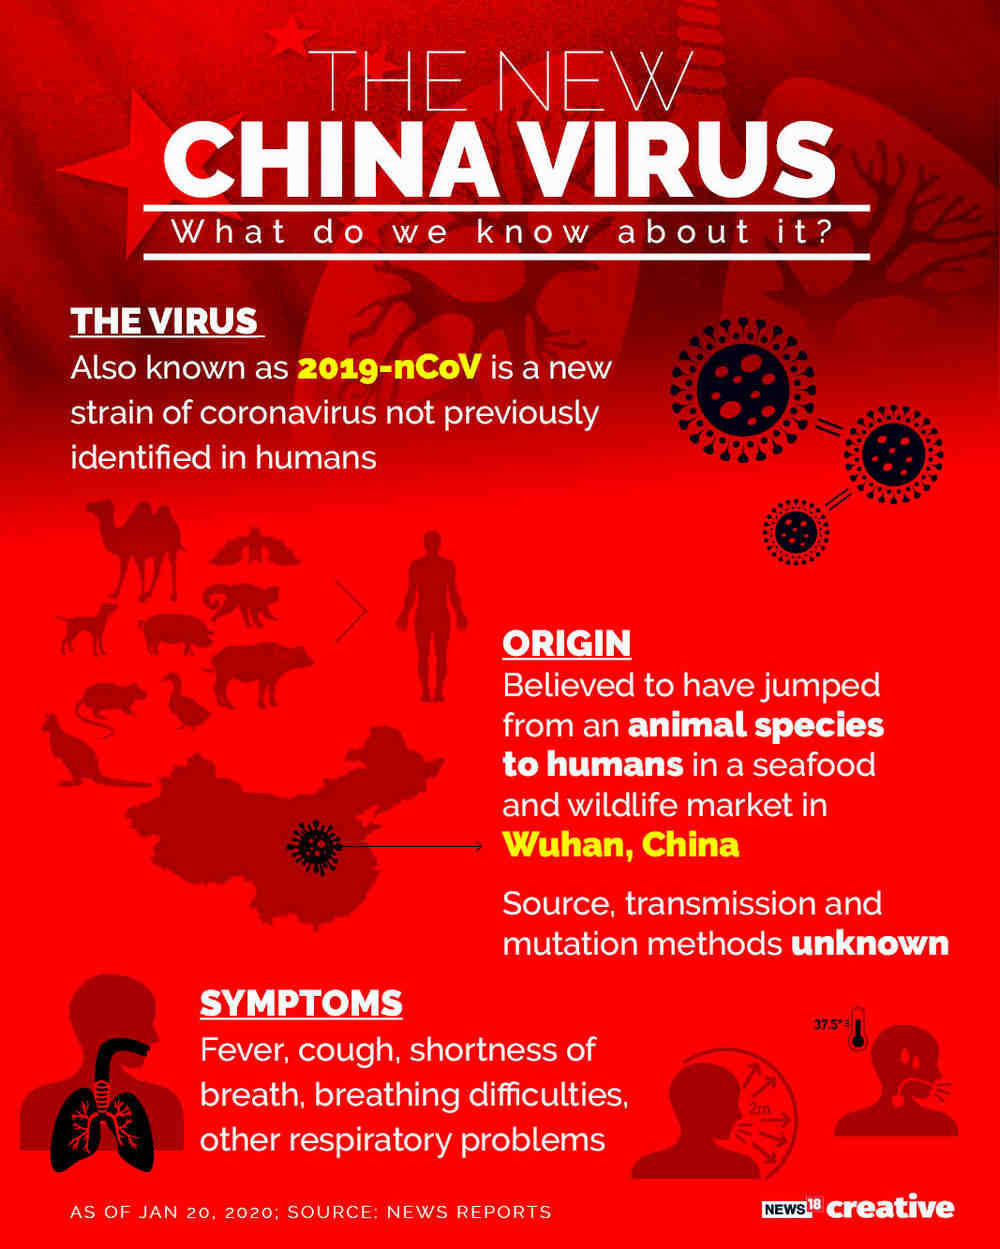 THE NEW
CHINA VIRUS
What do we know about it?
THE VIRUS
Also known as 2019-nCoV is a new
strain of coronavirus not previously
identified in humans
ORIGIN
Believed to have jumped
from an animal species
to humans in a seafood
and wildlife market in
Wuhan, China
Source, transmission and
mutation methods unknown
SYMPTOMS
Fever, cough, shortness of
breath, breathing difficulties,
other respiratory problems
37.5°
2m
AS OF JAN 20, 2020; SOURCE: NEWS REPORTS
NEWS18 creative